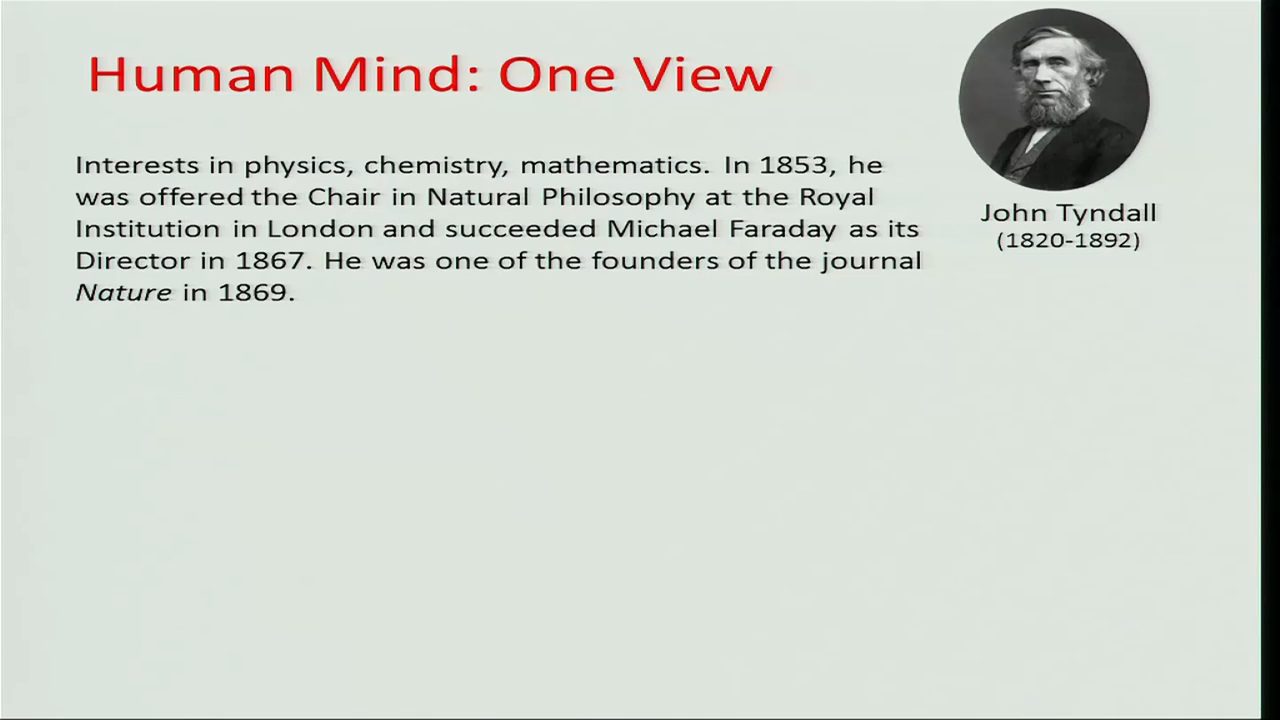 Human Mind: One View
Interests in physics, chemistry, mathematics. In 1853, he
was offered the Chair in Natural Philosophy at the Royal
Institution in London and succeeded Michael Faraday as its
Director in 1867. He was one of the founders of the journal
Nature in 1869.
John Tyndall
(1820-1892)